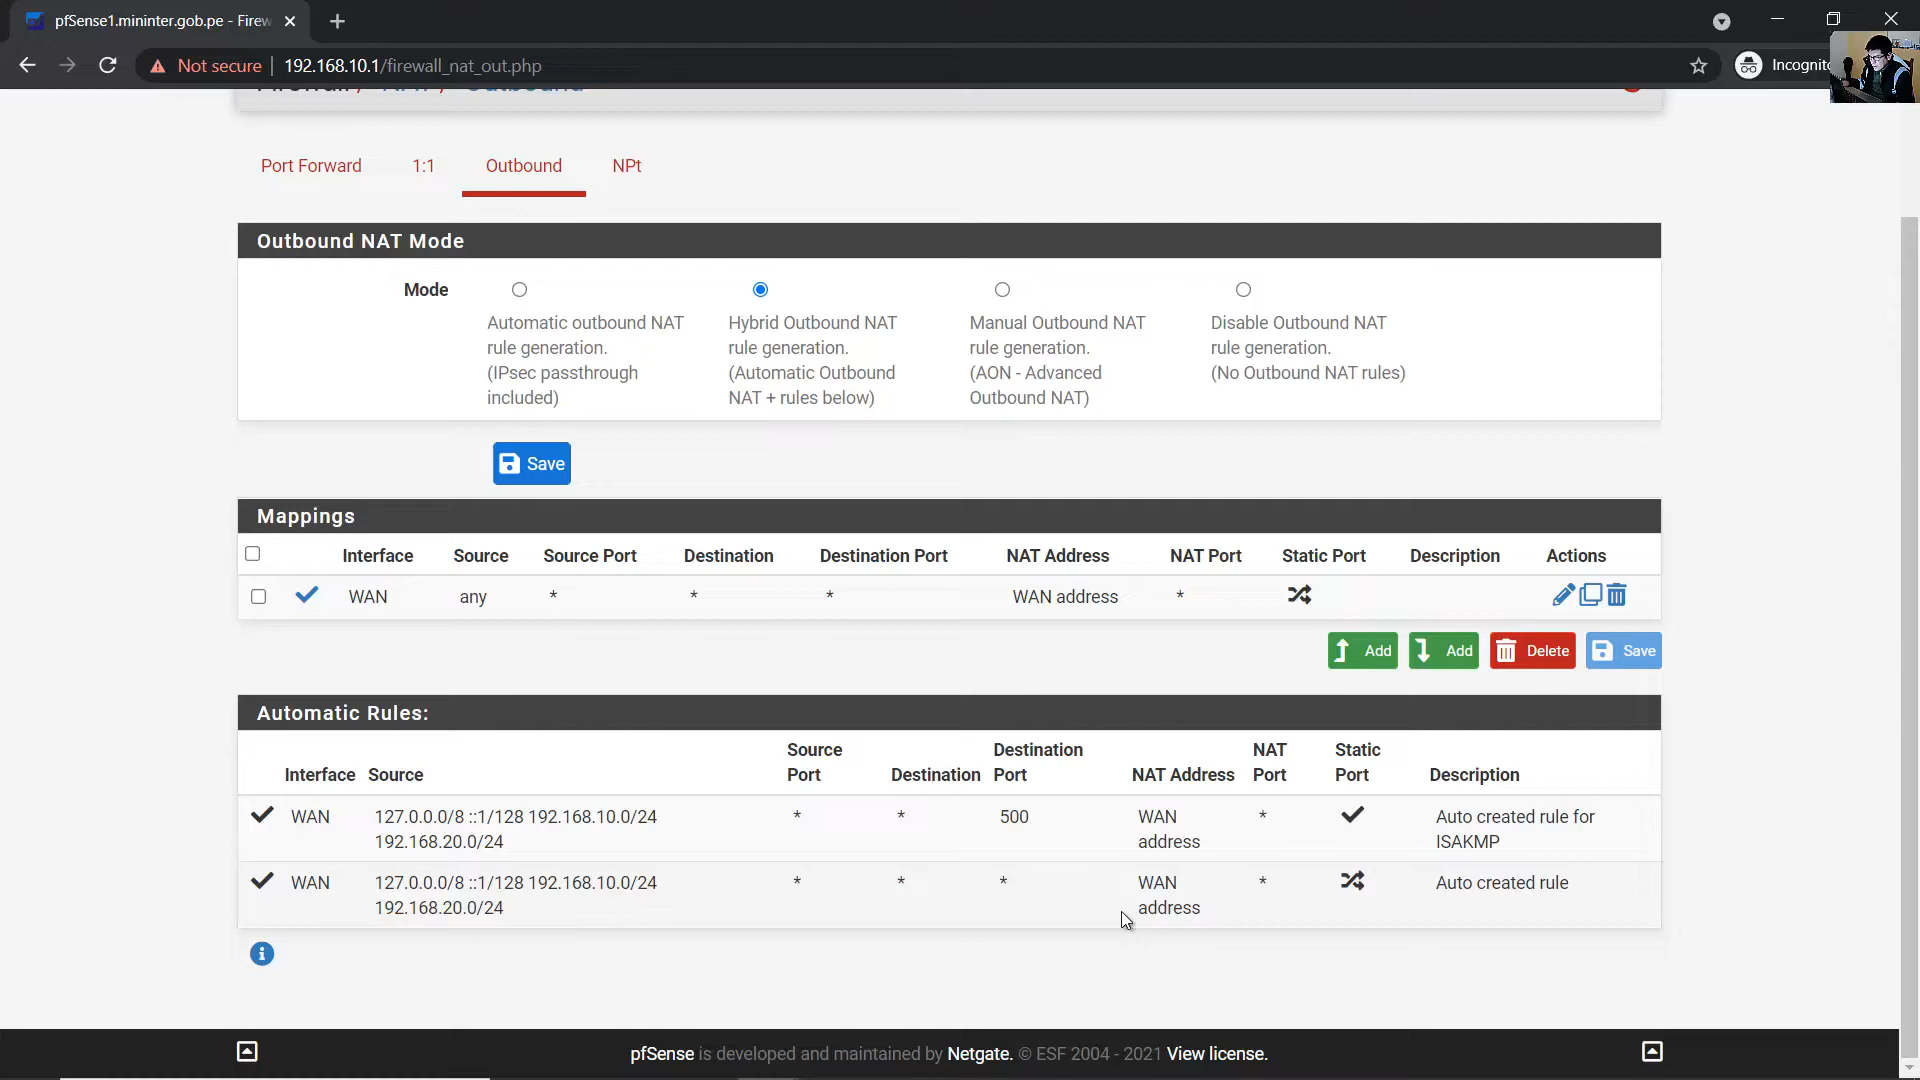 pfSense1.mininter.gob.pe - Firew
Not secure 192.168.10.1/firewall_nat_out.php
Port Forward 1:1 Outbound NPt
Outbound NAT Mode
Mode
Automatic outbound NAT
rule generation.
(IPsec passthrough
included)
Hybrid Outbound NAT
rule generation.
(Automatic Outbound
NAT + rules below)
Manual Outbound NAT
rule generation.
(AON - Advanced
Outbound NAT)
Disable Outbound NAT
rule generation.
(No Outbound NAT rules)
Save
Mappings
Interface Source Source Port Destination Destination Port NAT Address NAT Port Static Port Description Actions
WAN any * * * WAN address *
Add Add Delete Save
Automatic Rules:
Interface Source Source Port Destination Destination Port NAT Address NAT Port Static Port Description
WAN 127.0.0.0/8 ::1/128 192.168.10.0/24 * * 500 WAN * Auto created rule for
192.168.20.0/24 address ISAKMP
WAN 127.0.0.0/8 ::1/128 192.168.10.0/24 * * * WAN * Auto created rule
192.168.20.0/24 address
pfSense is developed and maintained by Netgate. © ESF 2004 - 2021 View license.